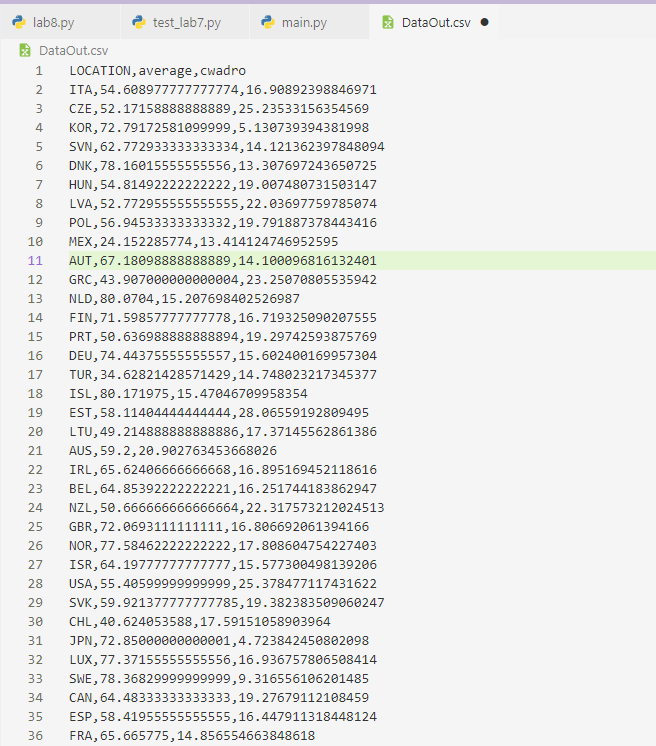 lab8.py test_lab7.py main.py DataOut.csv
DataOut.csv
1 LOCATION,average,cwadro
2 ITA,54.608977777777774,16.90892398846971
3 CZE,52.17158888888889,25.23533156354569
4 KOR,72.79172581099999,5.130739394381998
5 SVN,62.772933333333334,14.121362397848094
6 DNK,78.16015555555556,13.307697243650725
7 HUN,54.81492222222222,19.007480731503147
8 LVA,52.772955555555555,22.03697759785074
9 POL,56.94533333333332,19.791887378443416
10 MEX,24.152285774,13.414124746952595
11 AUT,67.18098888888889,14.100096816132401
12 GRC,43.907000000000004,23.25070805535942
13 NLD,80.0704,15.207698402526987
14 FIN,71.59857777777778,16.719325090207555
15 PRT,50.636988888888894,19.29742593875769
16 DEU,74.44375555555557,15.602400169957304
17 TUR,34.62821428571429,14.748023217345377
18 ISL,80.171975,15.47046709958354
19 EST,58.11404444444444,28.06559192809495
20 LTU,49.214888888888886,17.37145562861386
21 AUS,59.2,20.902763453668026
22 IRL,65.62406666666668,16.895169452118616
23 BEL,64.85392222222221,16.251744183862947
24 NZL,50.666666666666664,22.317573212024513
25 GBR,72.0693111111111,16.806692061394166
26 NOR,77.58462222222222,17.808604754227403
27 ISR,64.19777777777777,15.577300498139206
28 USA,55.40599999999999,25.378477117431622
29 SVK,59.921377777777785,19.382383509060247
30 CHL,40.624053588,17.59151058903964
31 JPN,72.85000000000001,4.723842450802098
32 LUX,77.37155555555556,16.936757806508414
33 SWE,78.36829999999999,9.316556106201485
34 CAN,64.48333333333333,19.27679112108459
35 ESP,58.41955555555555,16.447911318448124
36 FRA,65.665775,14.856554663848618